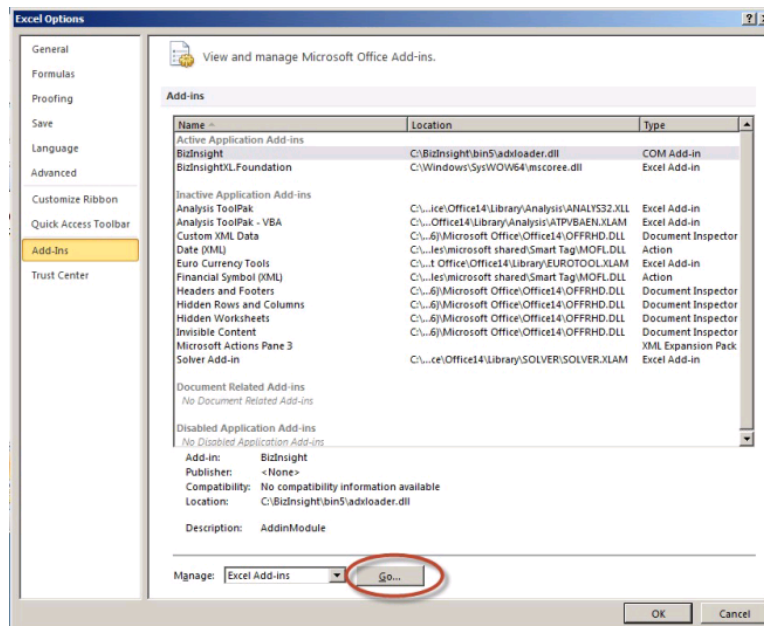 Excel Options
General
Formulas
Proofing
Save
Language
Advanced
Customize Ribbon
Quick Access Toolbar
Add-Ins
Trust Center
View and manage Microsoft Office Add-ins.
Add-ins
Name Location Type
Active Application Add-ins
BizInsight C:\BizInsight\bin5\adxloader.dll COM Add-in
BizInsightXL.Foundation C:\Windows\SysWOW64\mscoree.dll Excel Add-in
Inactive Application Add-ins
Analysis ToolPak C:\...ice\Office14\Library\Analysis\ANALYS32.XLL Excel Add-in
Analysis ToolPak - VBA C:\...Office14\Library\Analysis\ATPVBAEN.XLAM Excel Add-in
Custom XML Data C:\...6)\Microsoft Office\Office14\OFFRHD.DLL Document Inspector
Date (XML) C:\...les\microsoft shared\Smart Tag\MOFL.DLL Action
Euro Currency Tools C:\...t Office\Office14\Library\EUROTOOL.XLAM Excel Add-in
Financial Symbol (XML) C:\...les\microsoft shared\Smart Tag\MOFL.DLL Action
Headers and Footers C:\...6)\Microsoft Office\Office14\OFFRHD.DLL Document Inspector
Hidden Rows and Columns C:\...6)\Microsoft Office\Office14\OFFRHD.DLL Document Inspector
Hidden Worksheets C:\...6)\Microsoft Office\Office14\OFFRHD.DLL Document Inspector
Invisible Content C:\...6)\Microsoft Office\Office14\OFFRHD.DLL Document Inspector
Microsoft Actions Pane 3 XML Expansion Pack
Solver Add-in C:\...ce\Office14\Library\SOLVER\SOLVER.XLAM Excel Add-in
Document Related Add-ins
No Document Related Add-ins
Disabled Application Add-ins
No Disabled Application Add-ins
Add-in: BizInsight
Publisher: <None>
Compatibility: No compatibility information available
Location: C:\BizInsight\bin5\adxloader.dll
Description: AddinModule
Manage: Excel Add-ins Go...
OK Cancel